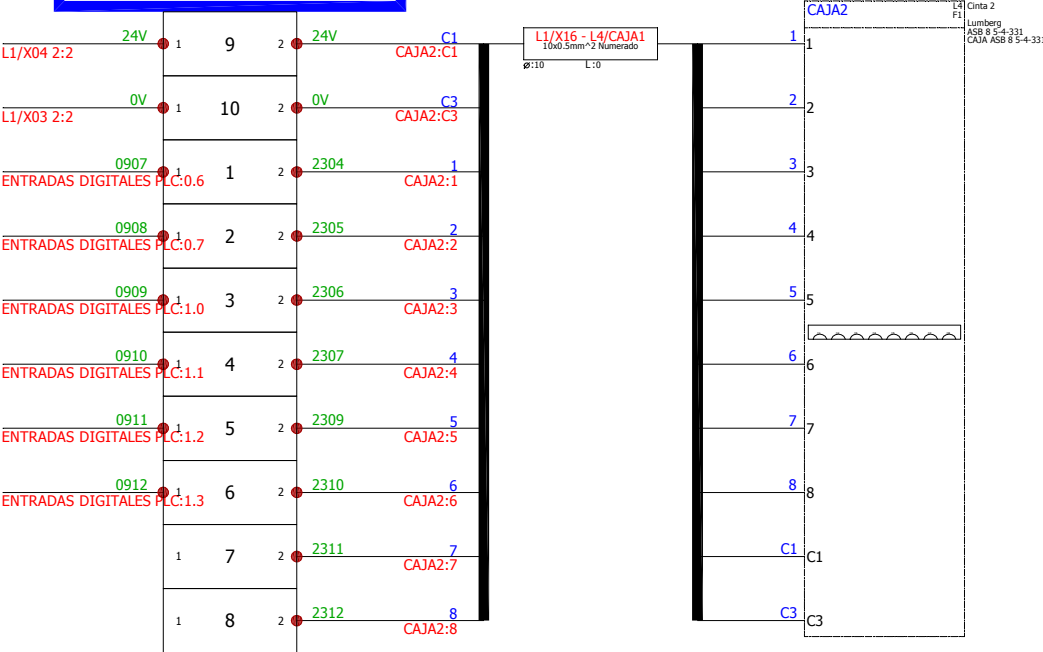 CAJA2
L4
F1
Cinta 2
Lumberg
ASB 8 5-4-331
CAJA ASB 8 5-4-331
24V 1 9 2 24V C1
L1/X04 2:2 CAJA2:C1
L1/X16 - L4/CAJA1
10x0.5mm^2 Numerado
ø:10 L:0
1 1
0V 1 10 2 0V C3
L1/X03 2:2 CAJA2:C3
2 2
0907 1 1 2 2304 1
ENTRADAS DIGITALES PLC:0.6 CAJA2:1
3 3
0908 1 2 2 2305 2
ENTRADAS DIGITALES PLC:0.7 CAJA2:2
4 4
0909 1 3 2 2306 3
ENTRADAS DIGITALES PLC:1.0 CAJA2:3
5 5
0910 1 4 2 2307 4
ENTRADAS DIGITALES PLC:1.1 CAJA2:4
6 6
0911 1 5 2 2309 5
ENTRADAS DIGITALES PLC:1.2 CAJA2:5
7 7
0912 1 6 2 2310 6
ENTRADAS DIGITALES PLC:1.3 CAJA2:6
8 8
1 7 2 2311 7
CAJA2:7
C1 C1
1 8 2 2312 8
CAJA2:8
C3 C3